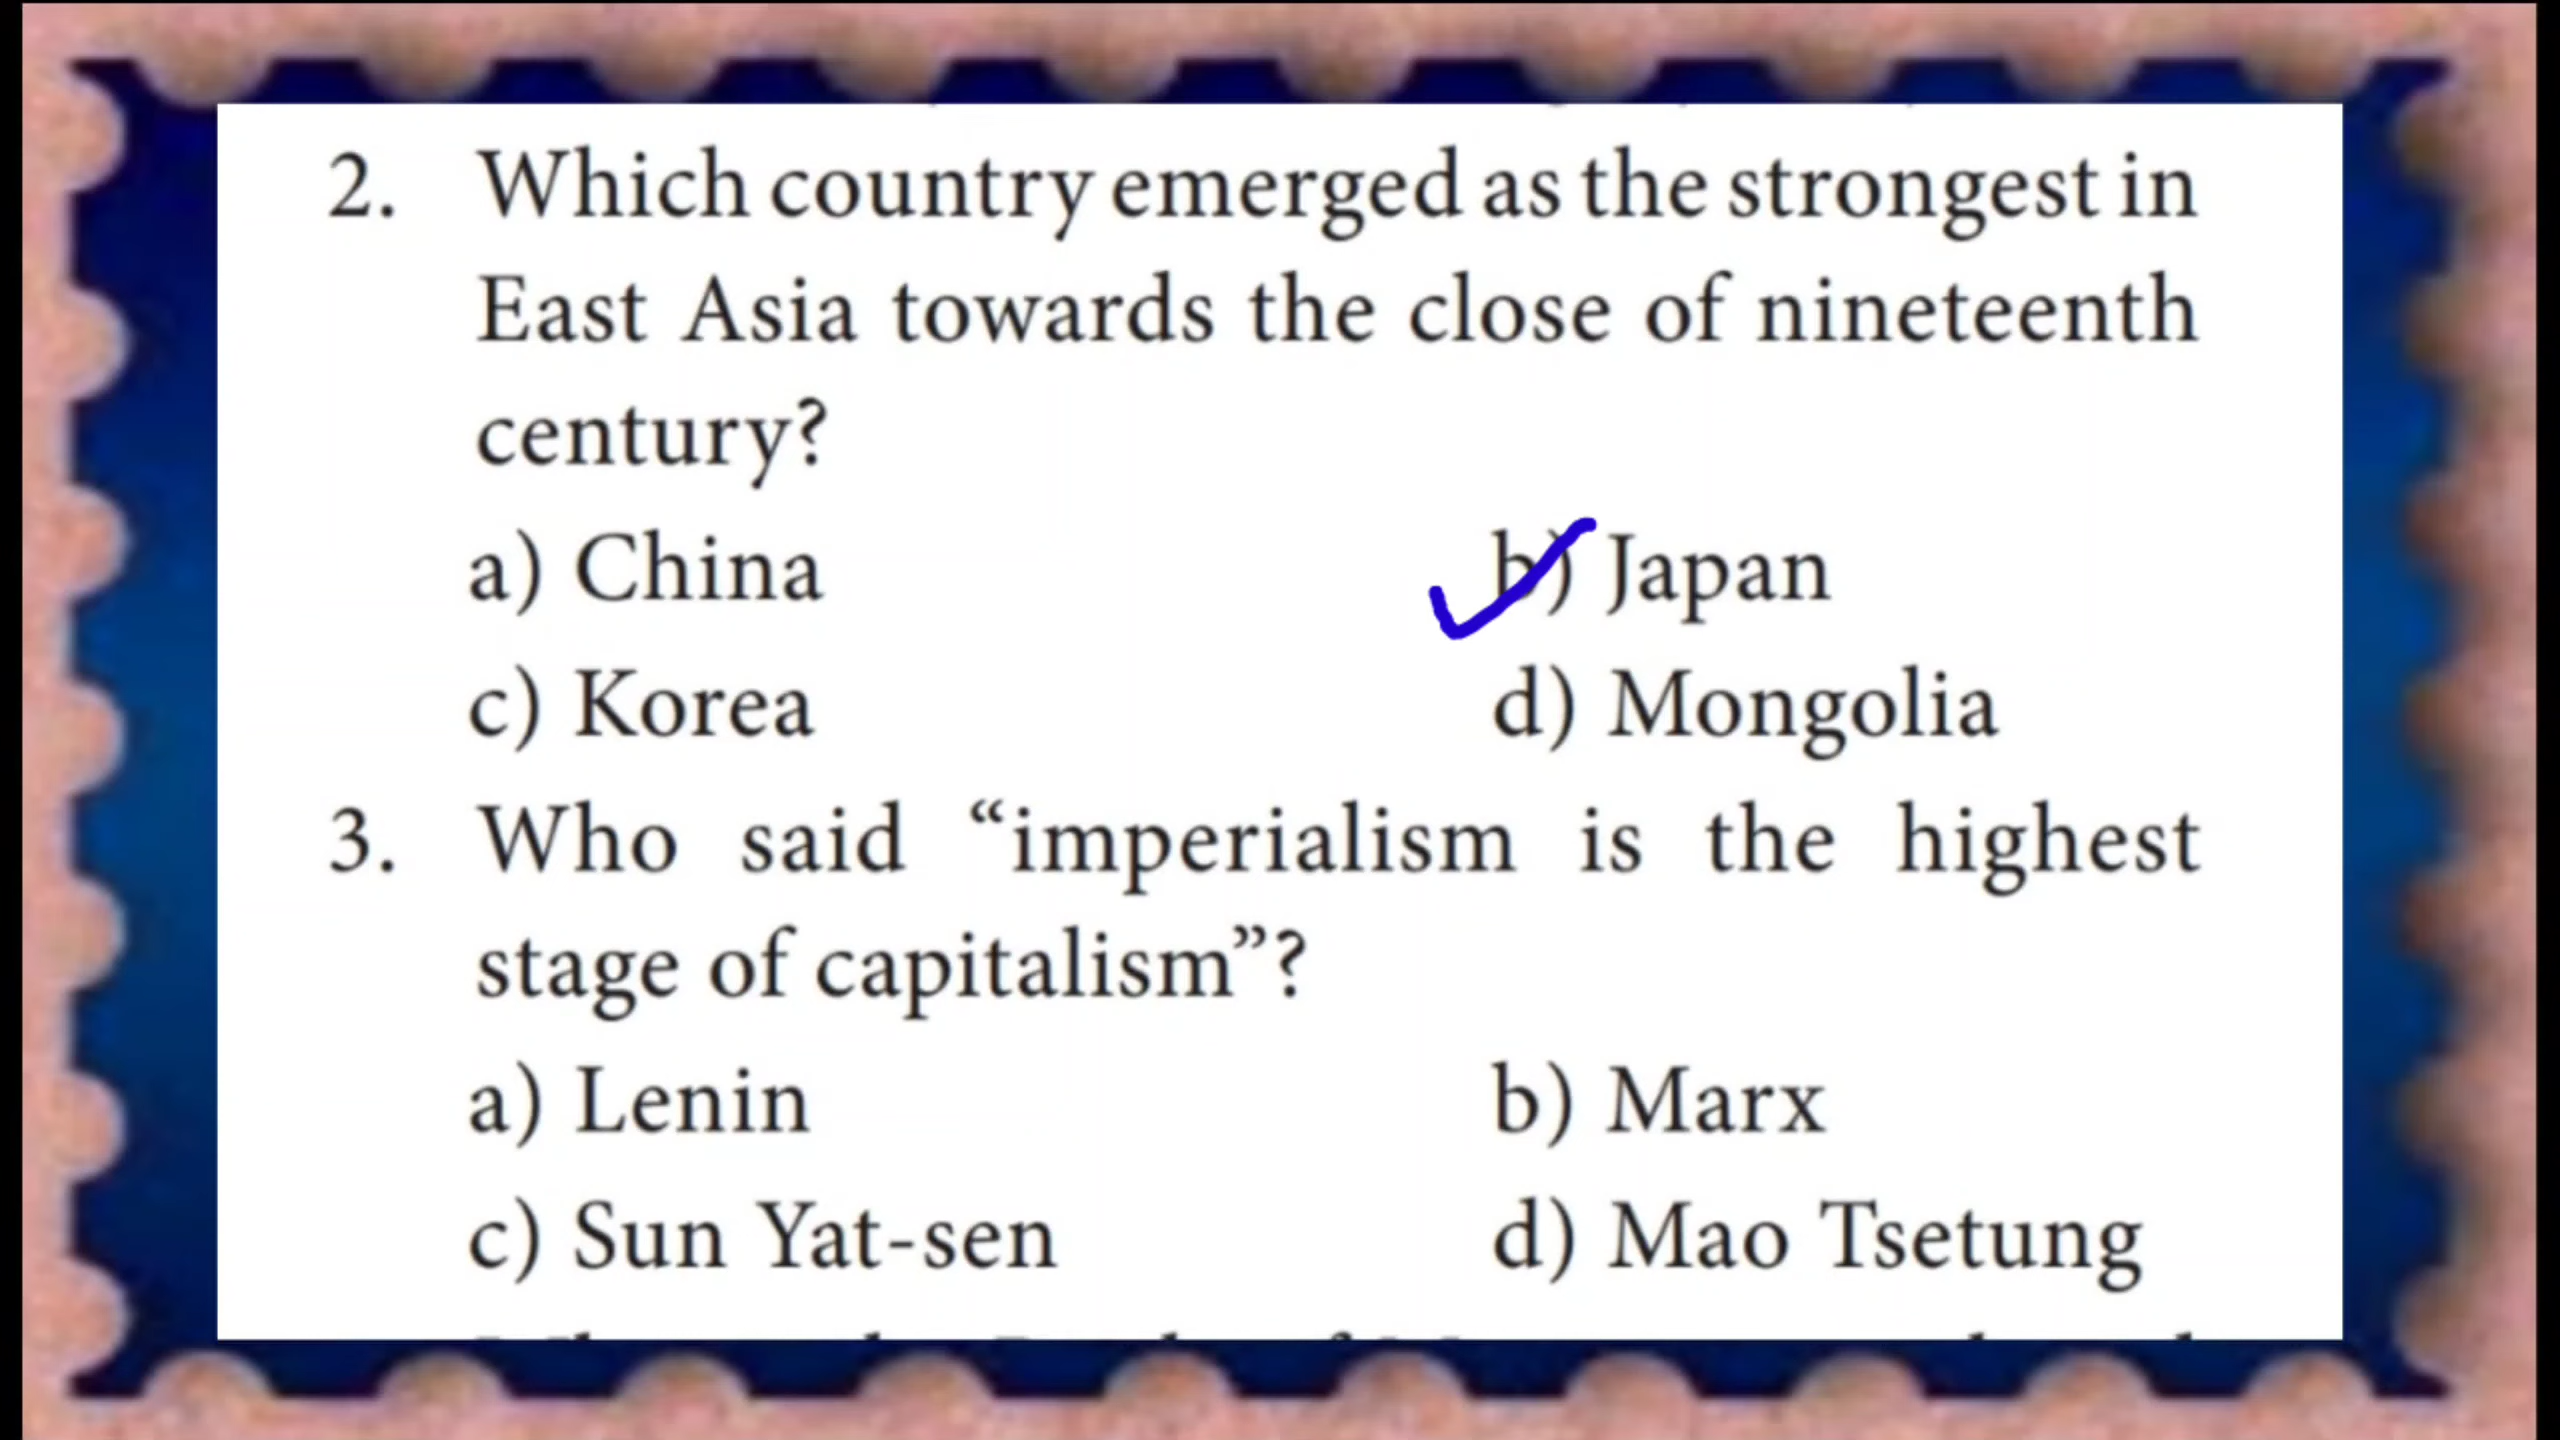 2. Which country emerged as the strongest in
East Asia towards the close of nineteenth
century?
a) China b) Japan
c) Korea d) Mongolia
3. Who said “imperialism is the highest
stage of capitalism”?
a) Lenin b) Marx
c) Sun Yat-sen d) Mao Tsetung